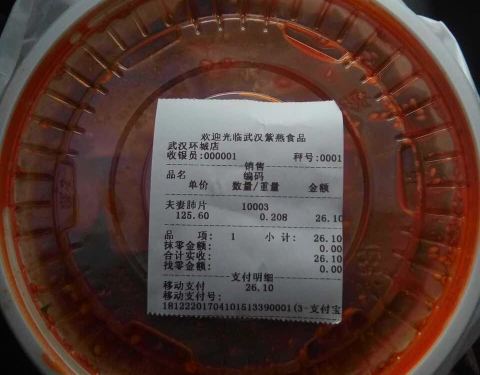 欢迎光临武汉紫燕食品
武汉环城店
收银员:000001 秤号:0001
销售
品名 编码
单价 数量/重量 金额
夫妻肺片 10003
125.60 0.208 26.10
品 项: 1 小 计: 26.10
抹零金额: 0.00
合计实收: 26.10
找零金额: 0.00
支付明细
移动支付 26.10
移动支付号:
18122201704101513390001(3-支付宝